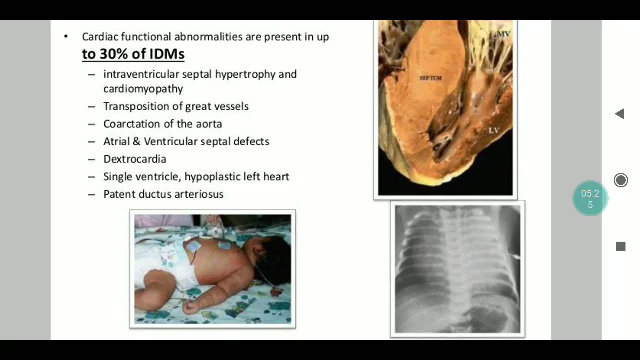 • Cardiac functional abnormalities are present in up
to 30% of IDMs
– intraventricular septal hypertrophy and
cardiomyopathy
– Transposition of great vessels
– Coarctation of the aorta
– Atrial & Ventricular septal defects
– Dextrocardia
– Single ventricle, hypoplastic left heart
– Patent ductus arteriosus
MV
SEPTUM
LV
05:2
5